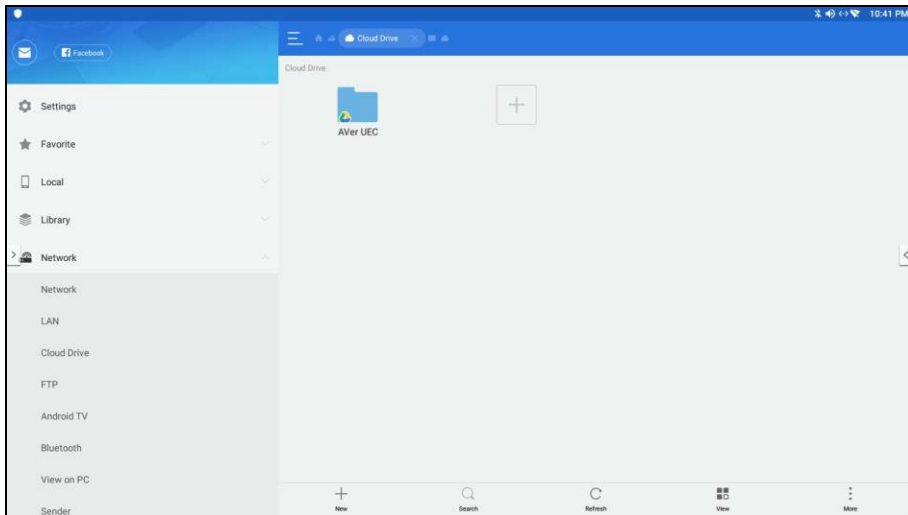 10:41 PM
Facebook
Cloud Drive
Cloud Drive
Settings
AVer UEC
Favorite
Local
Library
Network
Network
LAN
Cloud Drive
FTP
Android TV
Bluetooth
View on PC
Sender
New
Search
Refresh
View
More